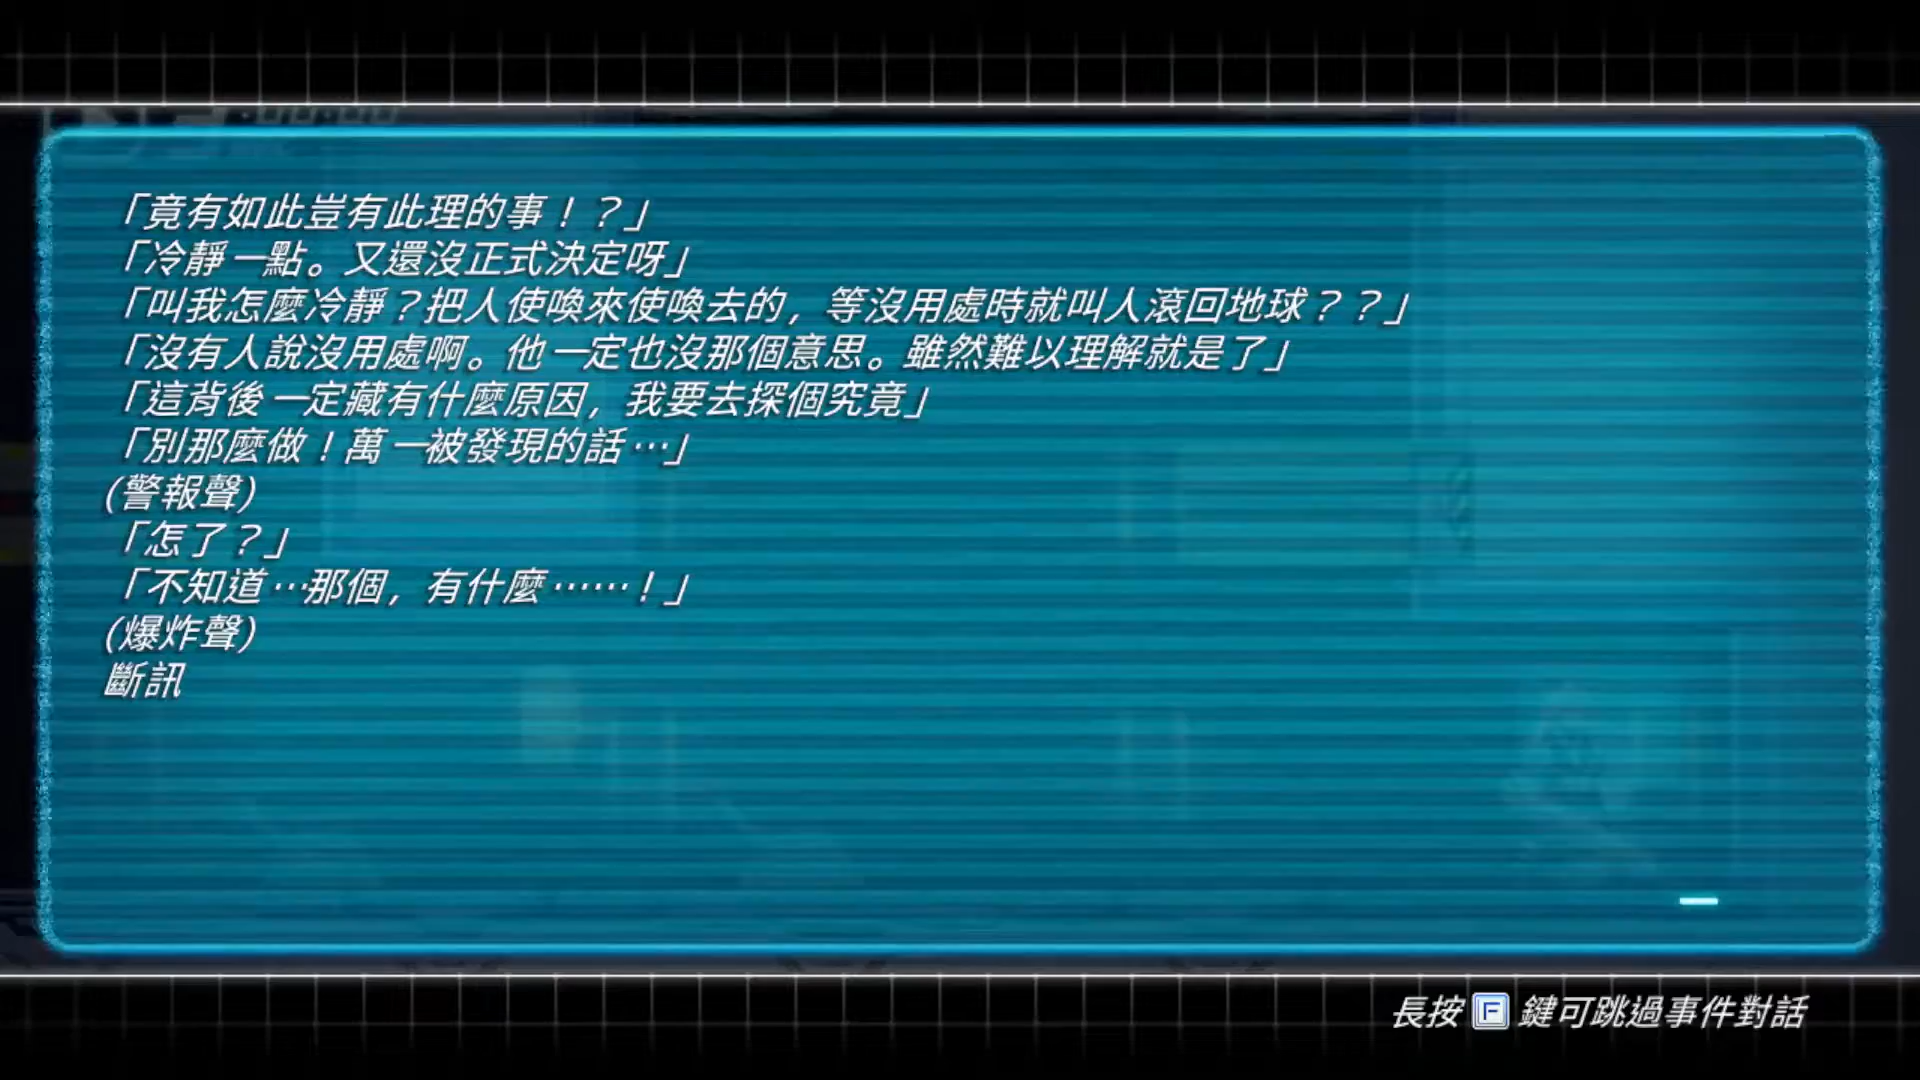 「竟有如此豈有此理的事！？」
「冷靜一點。又還沒正式決定呀」
「叫我怎麼冷靜？把人使喚來使喚去的，等沒用處時就叫人滾回地球？？」
「沒有人說沒用處啊。他一定也沒那個意思。雖然難以理解就是了」
「這背後一定藏有什麼原因，我要去探個究竟」
「別那麼做！萬一被發現的話…」
(警報聲)
「怎了？」
「不知道…那個，有什麼……！」
(爆炸聲)
斷訊
長按 F 鍵可跳過事件對話